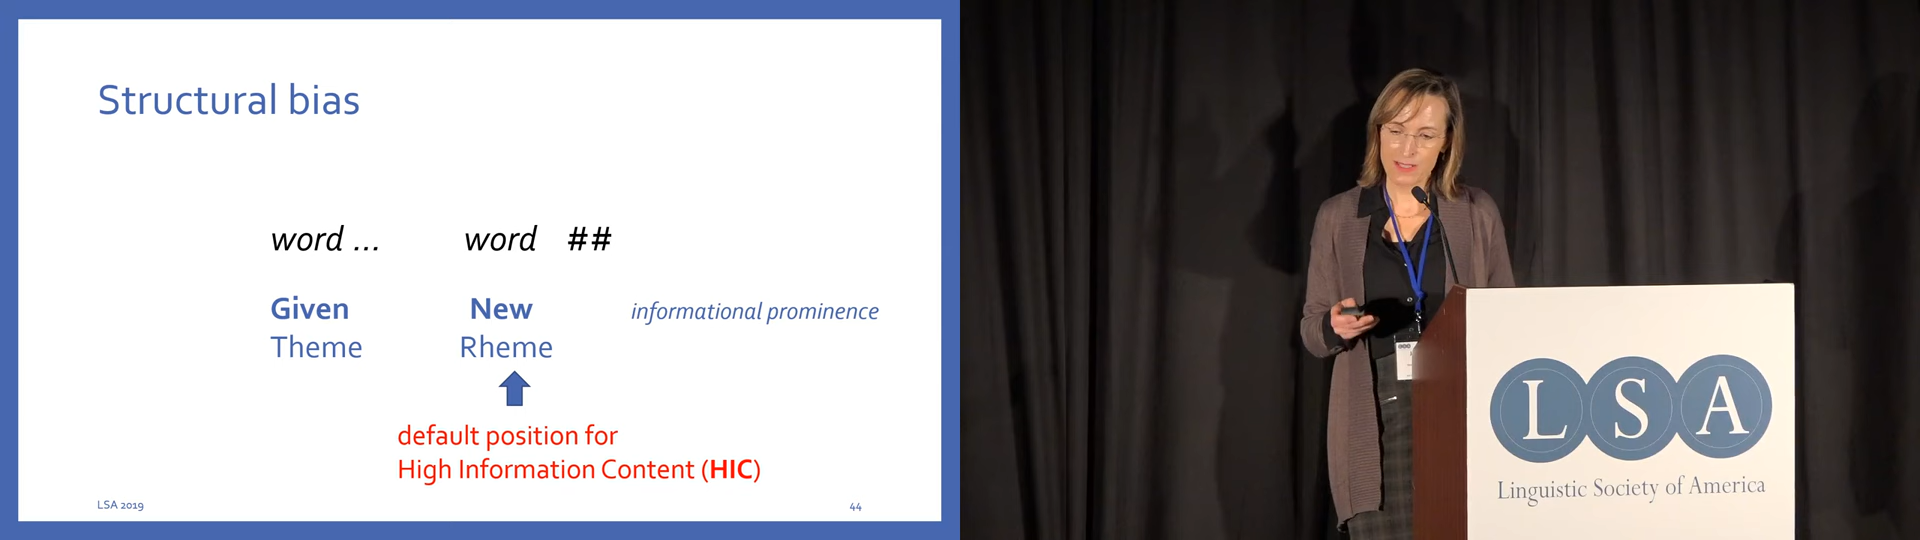 Structural bias
word ... word ##
Given New informational prominence
Theme Rheme
default position for
High Information Content (HIC)
LSA 2019 44
LSA
Linguistic Society of America